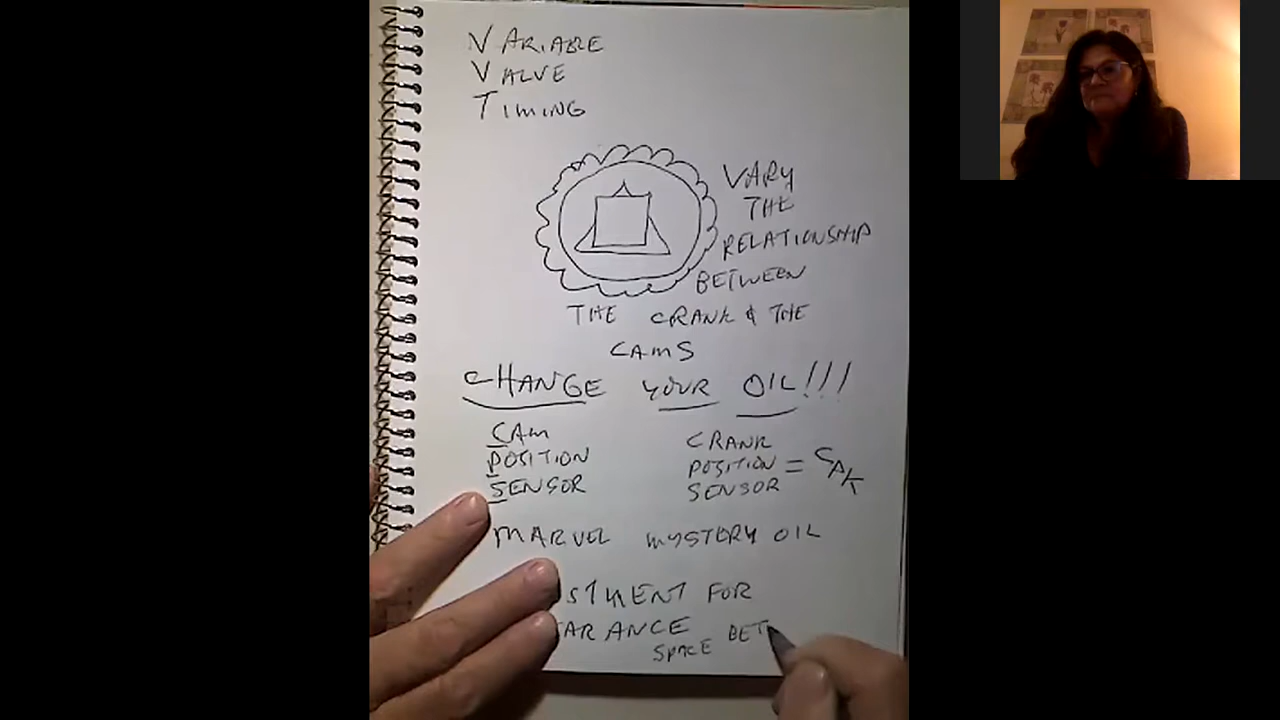 VARIABLE
VALVE
TIMING
VARY
THE
RELATIONSHIP
BETWEEN
THE CRANK & THE
CAMS
CHANGE YOUR OIL!!!
CAM
POSITION
SENSOR
CRANK
POSITION = CAK
SENSOR
MARVEL MYSTERY OIL
STMENT FOR
ARANCE
SPACE BET